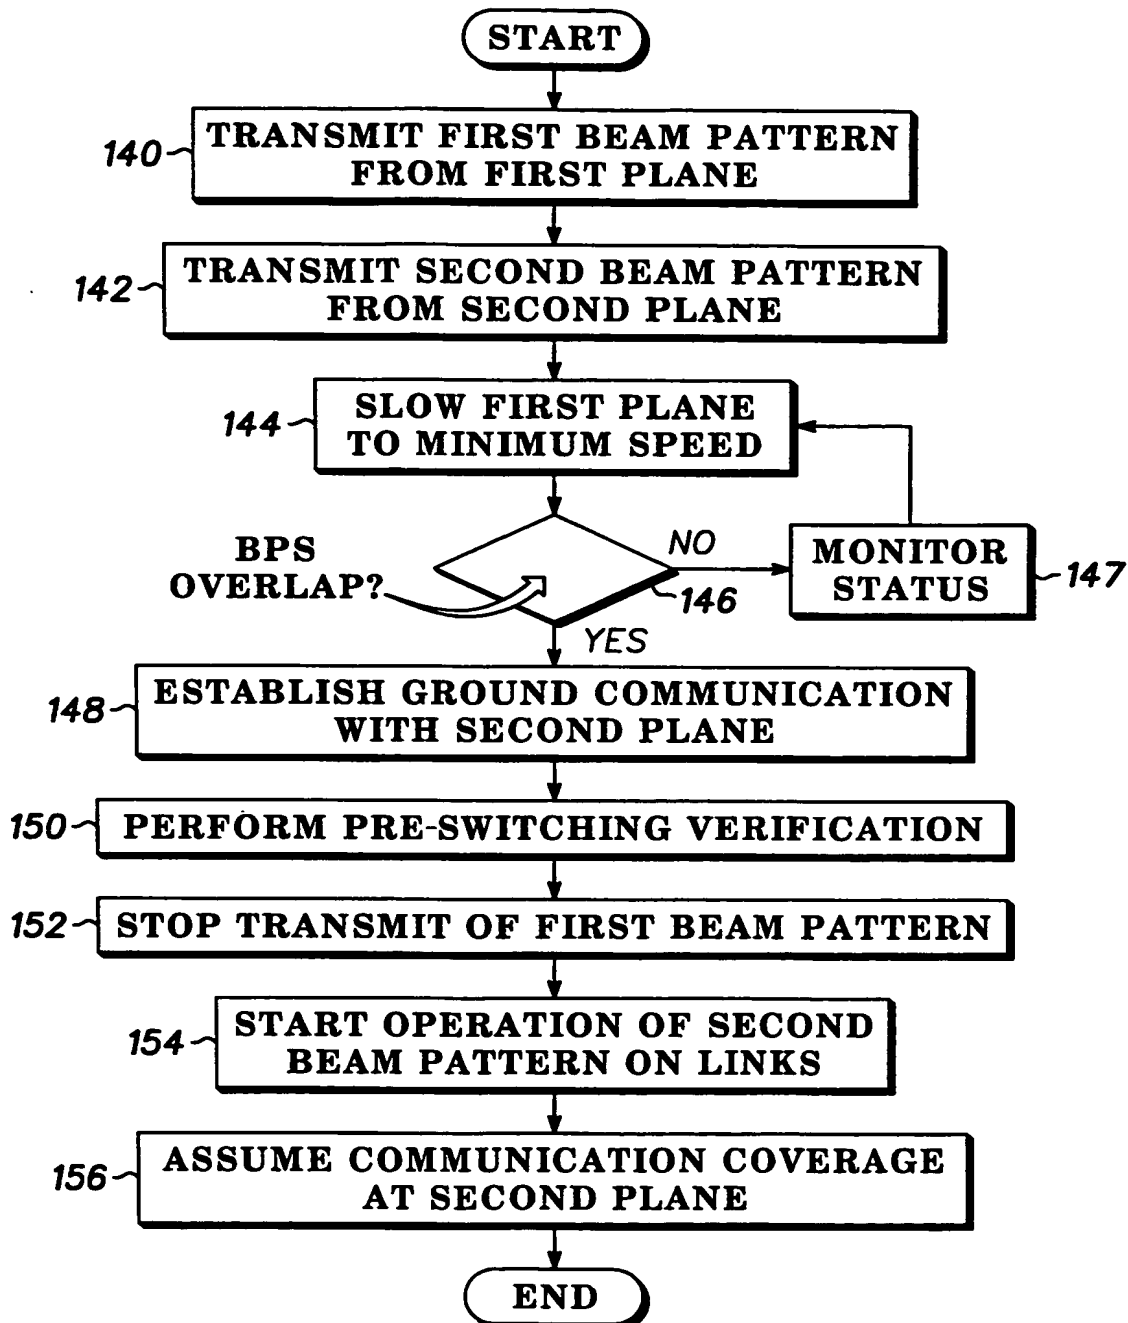 START
140
TRANSMIT FIRST BEAM PATTERN
FROM FIRST PLANE
142
TRANSMIT SECOND BEAM PATTERN
FROM SECOND PLANE
144
SLOW FIRST PLANE
TO MINIMUM SPEED
BPS
OVERLAP?
NO
146
MONITOR
STATUS
147
YES
148
ESTABLISH GROUND COMMUNICATION
WITH SECOND PLANE
150
PERFORM PRE-SWITCHING VERIFICATION
152
STOP TRANSMIT OF FIRST BEAM PATTERN
154
START OPERATION OF SECOND
BEAM PATTERN ON LINKS
156
ASSUME COMMUNICATION COVERAGE
AT SECOND PLANE
END